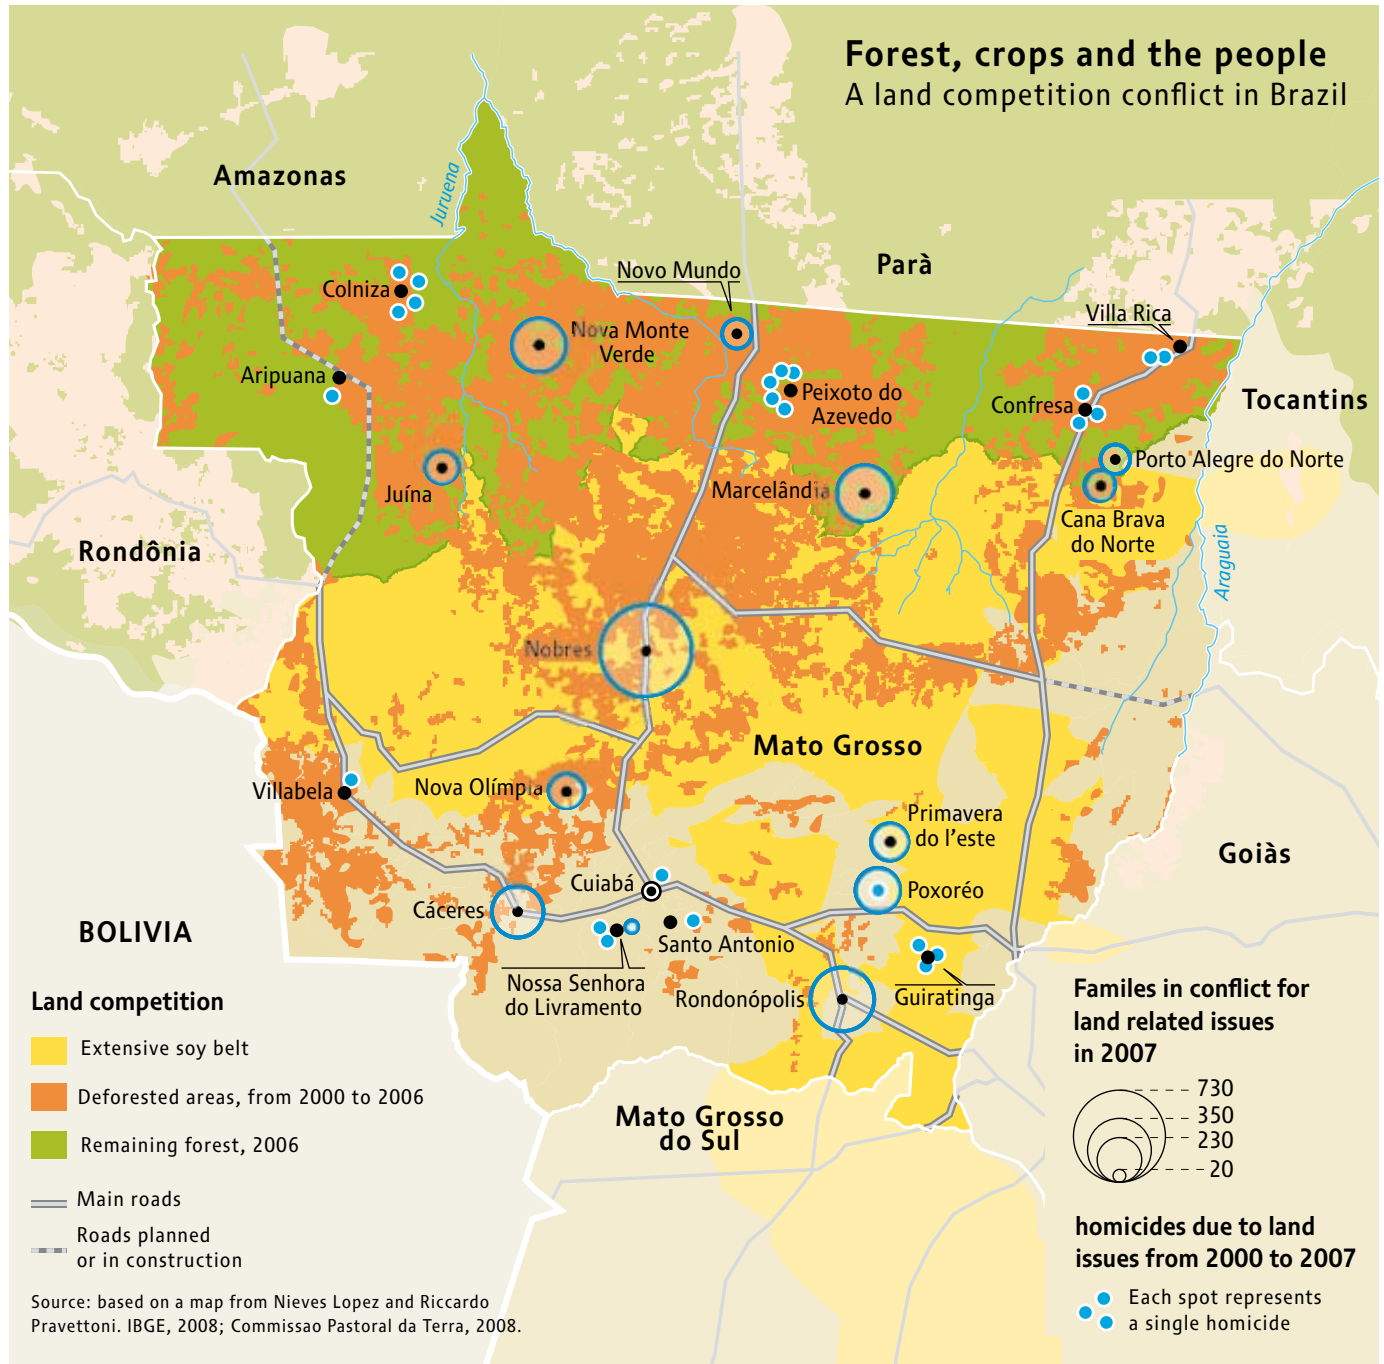 Forest, crops and the people
A land competition conflict in Brazil
Amazonas
Juruena
Parà
Novo Mundo
Colniza
Villa Rica
Nova Monte
Verde
Aripuana
Peixoto do
Azevedo
Confresa
Tocantins
Porto Alegre do Norte
Juína
Marcelândia
Cana Brava
do Norte
Rondônia
Araguaia
Nobres
Mato Grosso
Villabela
Nova Olímpia
Primavera
do l'este
Goiàs
Cuiabá
Poxoréo
Cáceres
BOLIVIA
Santo Antonio
Nossa Senhora
do Livramento
Rondonópolis
Guiratinga
Mato Grosso
do Sul
Land competition
Extensive soy belt
Deforested areas, from 2000 to 2006
Remaining forest, 2006
Main roads
Roads planned
or in construction
Source: based on a map from Nieves Lopez and Riccardo
Pravettoni. IBGE, 2008; Commissao Pastoral da Terra, 2008.
Familes in conflict for
land related issues
in 2007
730
350
230
20
homicides due to land
issues from 2000 to 2007
Each spot represents
a single homicide